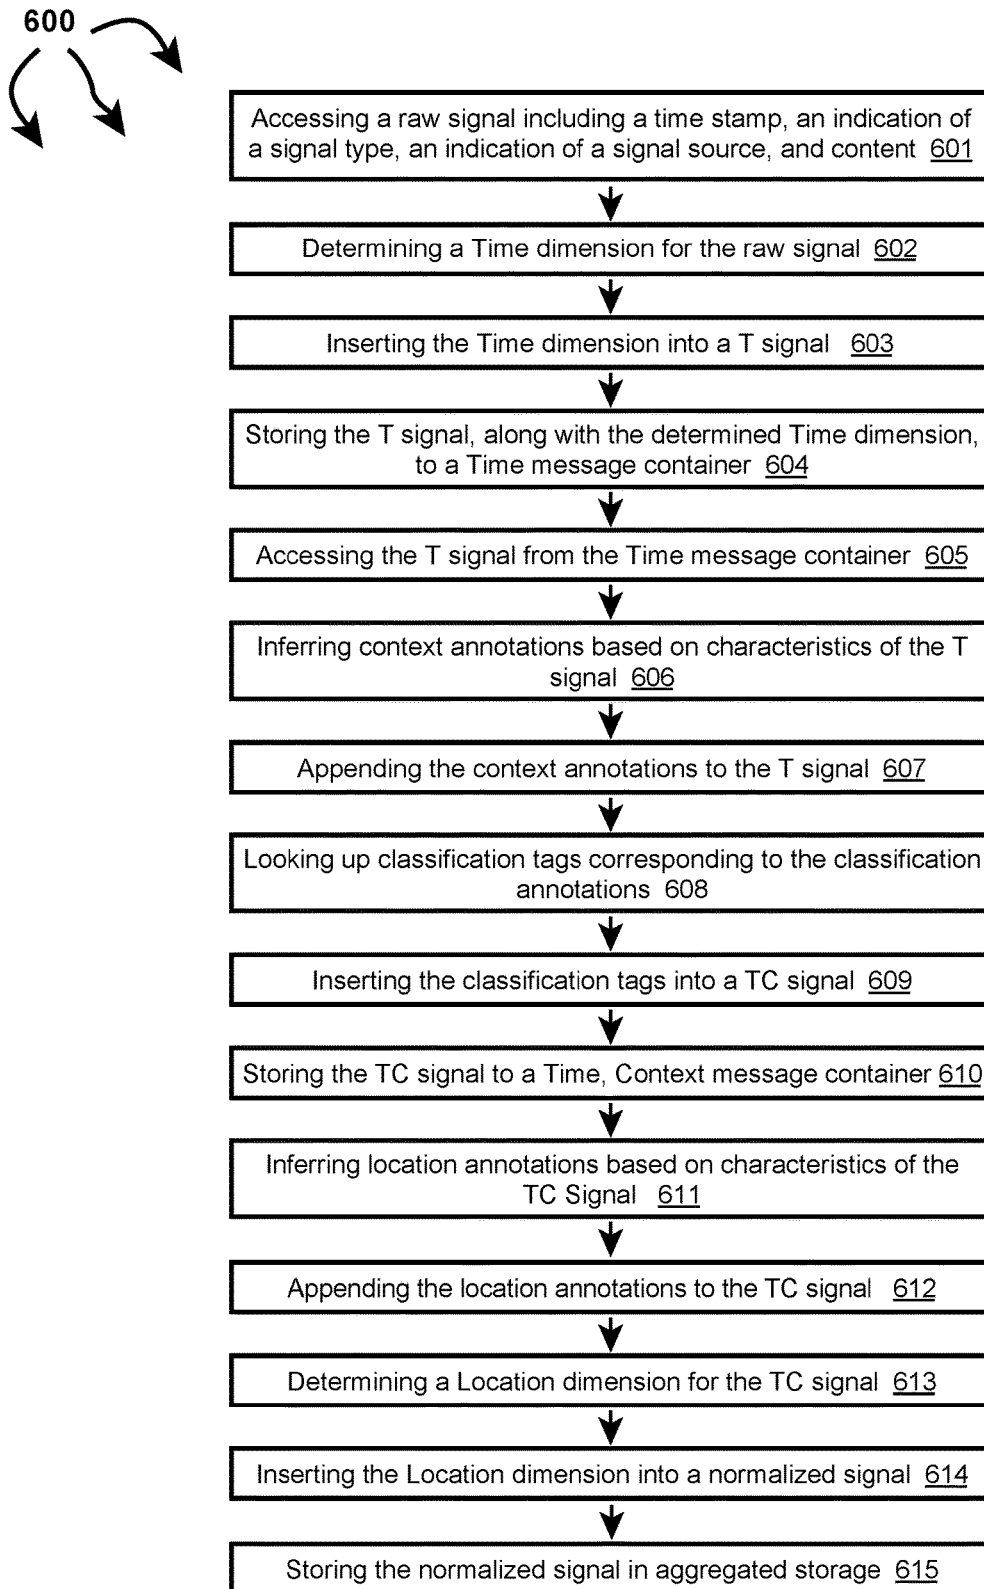 600
Accessing a raw signal including a time stamp, an indication of
a signal type, an indication of a signal source, and content 601
Determining a Time dimension for the raw signal 602
Inserting the Time dimension into a T signal 603
Storing the T signal, along with the determined Time dimension,
to a Time message container 604
Accessing the T signal from the Time message container 605
Inferring context annotations based on characteristics of the T
signal 606
Appending the context annotations to the T signal 607
Looking up classification tags corresponding to the classification
annotations 608
Inserting the classification tags into a TC signal 609
Storing the TC signal to a Time, Context message container 610
Inferring location annotations based on characteristics of the
TC Signal 611
Appending the location annotations to the TC signal 612
Determining a Location dimension for the TC signal 613
Inserting the Location dimension into a normalized signal 614
Storing the normalized signal in aggregated storage 615